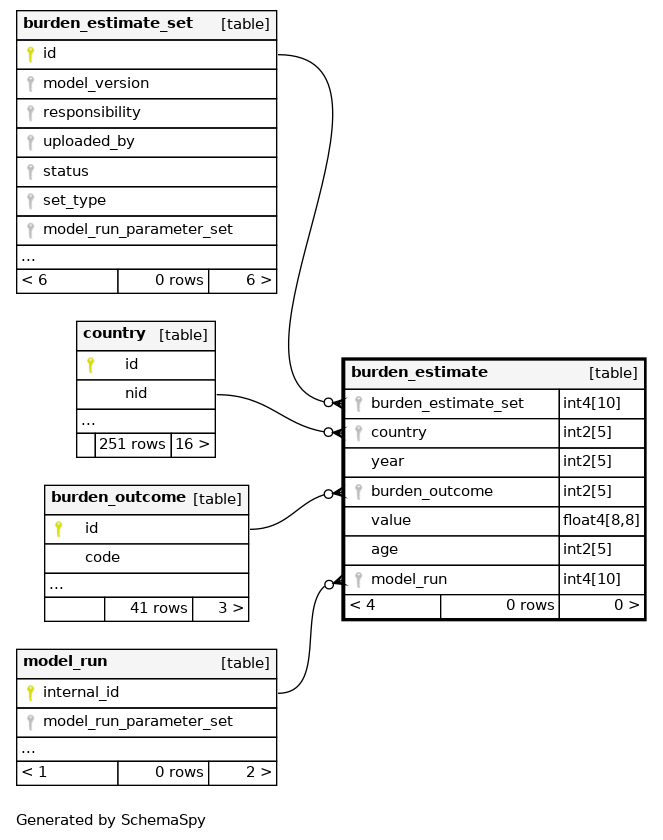 burden_estimate_set [table]
id
model_version
responsibility
uploaded_by
status
set_type
model_run_parameter_set
...
< 6 0 rows 6 >
country [table]
id
nid
...
251 rows 16 >
burden_outcome [table]
id
code
...
41 rows 3 >
model_run [table]
internal_id
model_run_parameter_set
...
< 1 0 rows 2 >
burden_estimate [table]
burden_estimate_set int4[10]
country int2[5]
year int2[5]
burden_outcome int2[5]
value float4[8,8]
age int2[5]
model_run int4[10]
< 4 0 rows 0 >
Generated by SchemaSpy